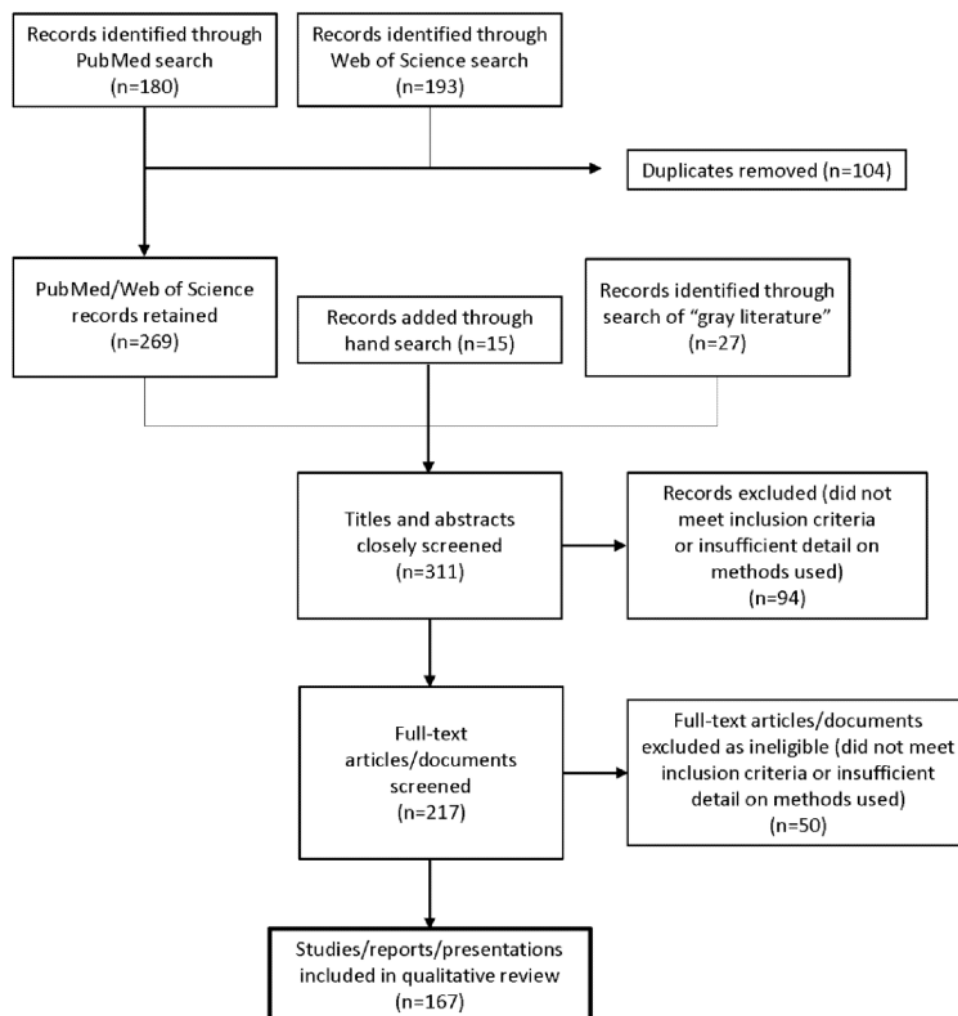 Records identified through
PubMed search
(n=180)
Records identified through
Web of Science search
(n=193)
Duplicates removed (n=104)
PubMed/Web of Science
records retained
(n=269)
Records added through
hand search (n=15)
Records identified through
search of “gray literature”
(n=27)
Titles and abstracts
closely screened
(n=311)
Records excluded (did not
meet inclusion criteria
or insufficient detail on
methods used)
(n=94)
Full-text
articles/documents
screened
(n=217)
Full-text articles/documents
excluded as ineligible (did not meet
inclusion criteria or insufficient
detail on methods used)
(n=50)
Studies/reports/presentations
included in qualitative review
(n=167)